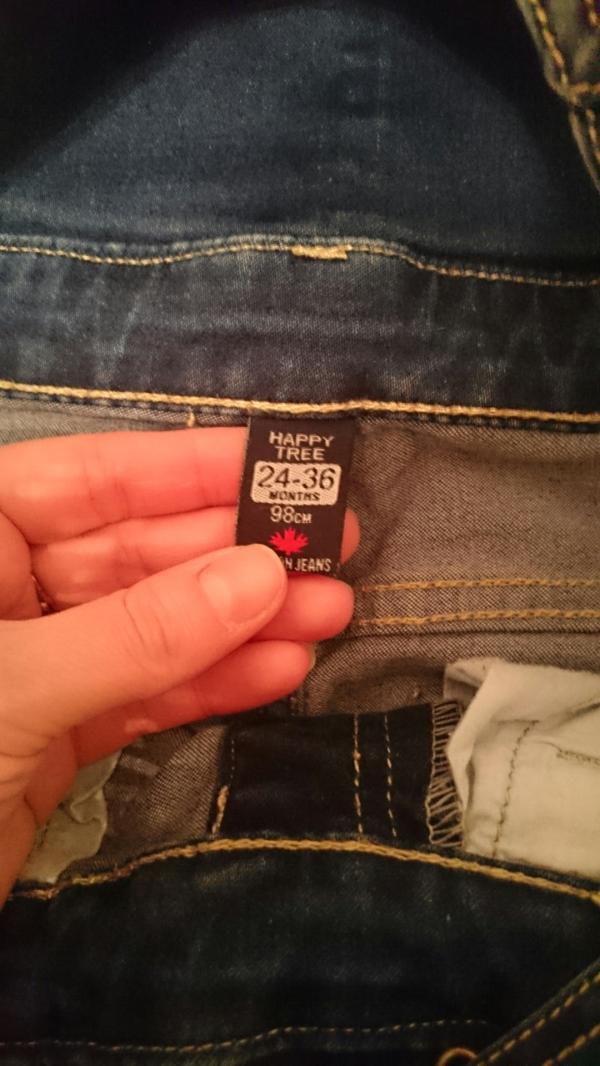 HAPPY
TREE
24-36
MONTHS
98CM
JEANS